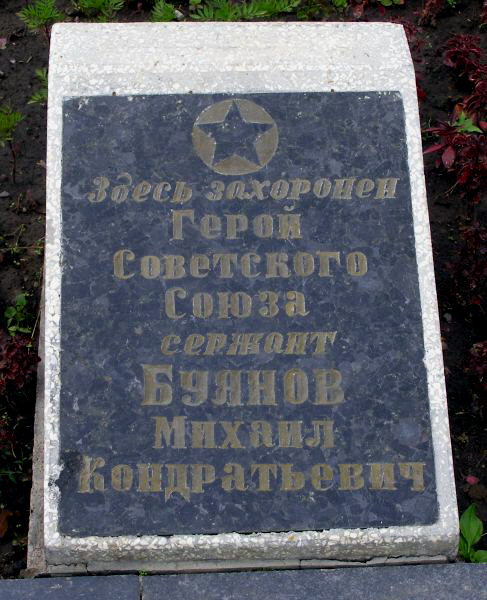 Здесь захоронен
Герой
Советского
Союза
сержант
БУЯНОВ
Михаил
Кондратьевич